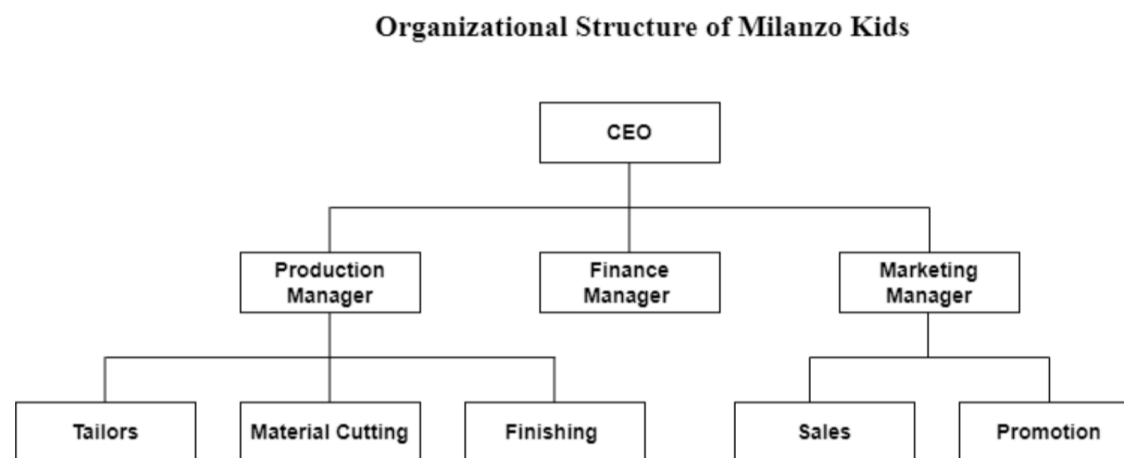 Organizational Structure of Milanzo Kids
CEO
Production
Manager
Finance
Manager
Marketing
Manager
Tailors
Material Cutting
Finishing
Sales
Promotion